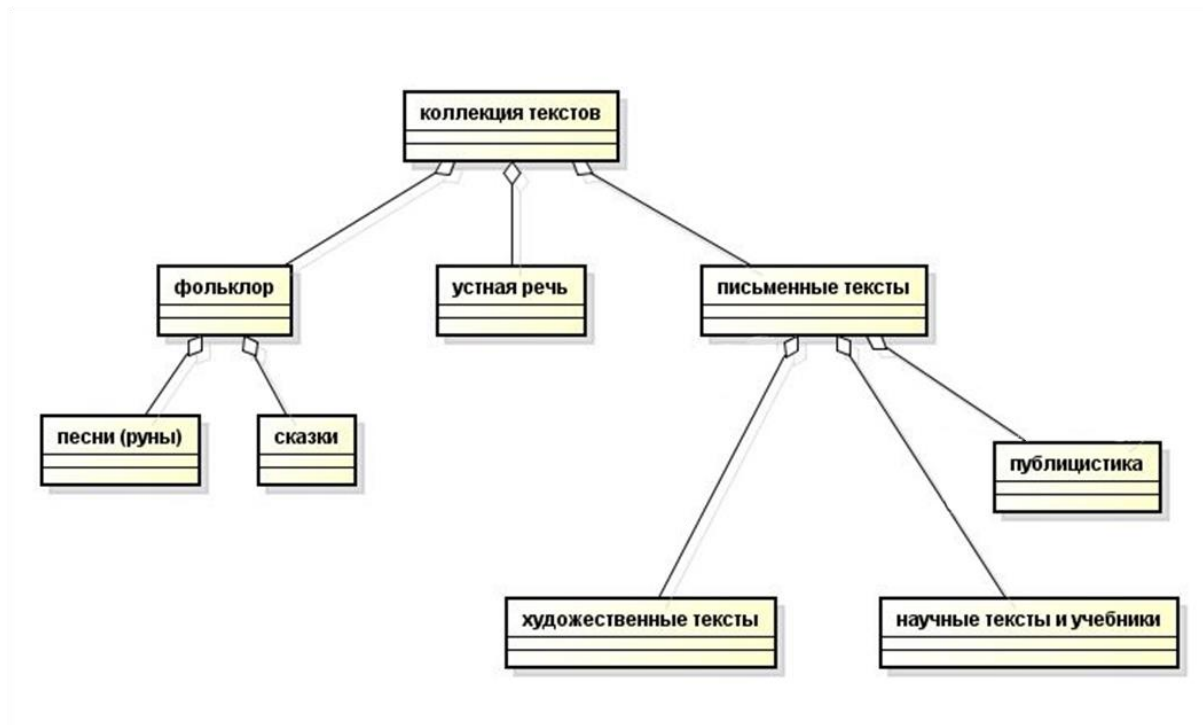 коллекция текстов
фольклор
устная речь
письменные тексты
песни (руны)
сказки
публицистика
художественные тексты
научные тексты и учебники